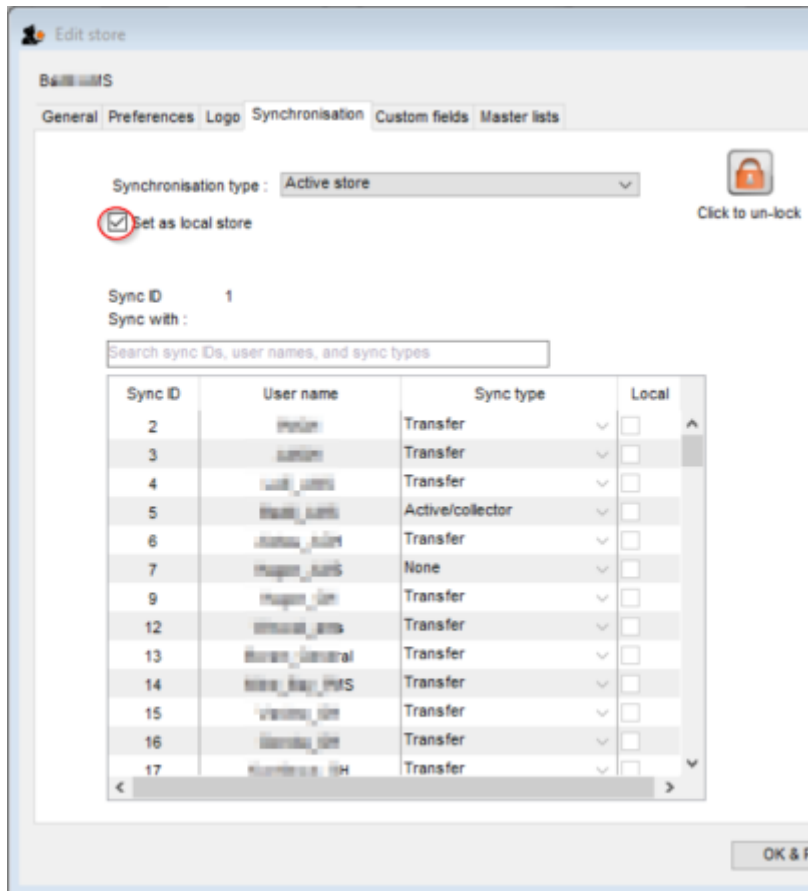 Edit store
General Preferences Logo Synchronisation Custom fields Master lists
Synchronisation type : Active store
Set as local store
Click to un-lock
Sync ID 1
Sync with :
Search sync IDs, user names, and sync types
Sync ID User name Sync type Local
2 Transfer
3 Transfer
4 Transfer
5 Active/collector
6 Transfer
7 None
9 Transfer
12 Transfer
13 Transfer
14 Transfer
15 Transfer
16 Transfer
17 Transfer
OK &